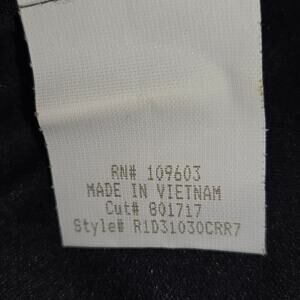 RN# 109603
MADE IN VIETNAM
Cut# 801717
Style# R1D31030CRR7